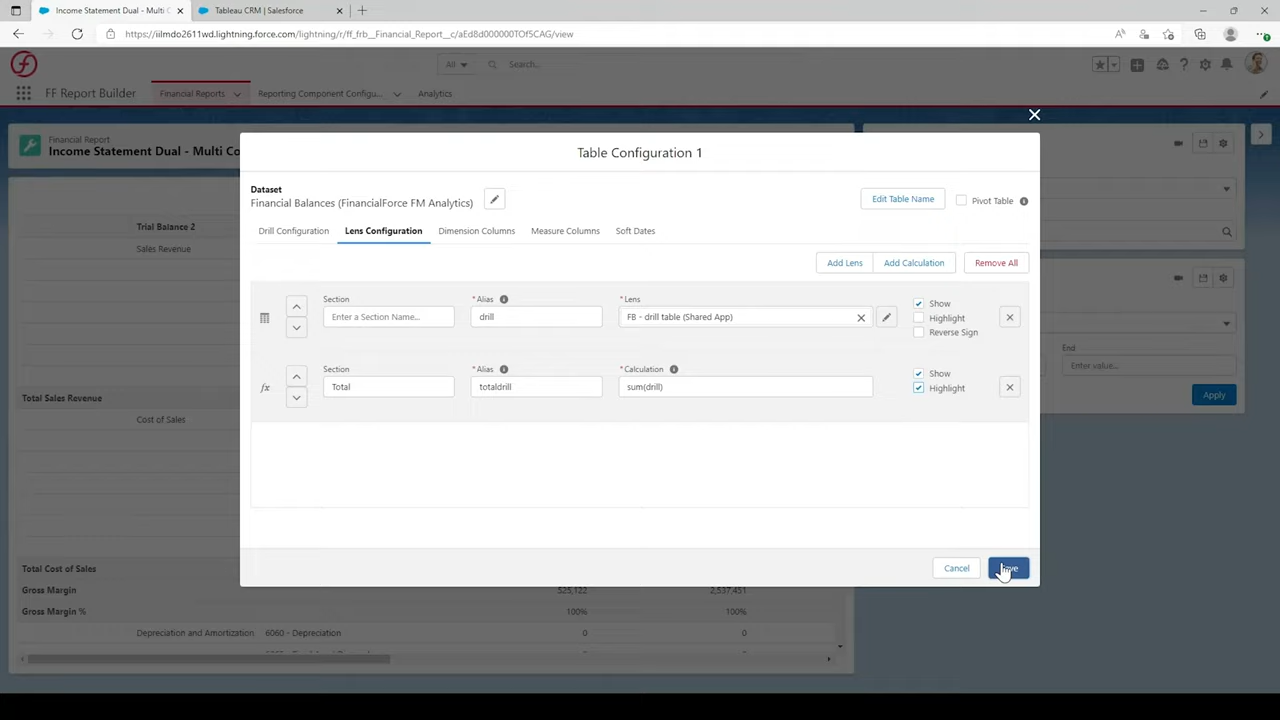 Income Statement Dual - Multi C
Tableau CRM | Salesforce
https://iilmdo2611wd.lightning.force.com/lightning/r/ff_frb__Financial_Report__c/aEd8d000000TOf5CAG/view
All
Search...
FF Report Builder
Financial Reports
Reporting Component Configu...
Analytics
Financial Report
Income Statement Dual - Multi Co
Table Configuration 1
Dataset
Financial Balances (FinancialForce FM Analytics)
Edit Table Name
Pivot Table
Trial Balance 2
Drill Configuration
Lens Configuration
Dimension Columns
Measure Columns
Soft Dates
Sales Revenue
Add Lens
Add Calculation
Remove All
Section
* Alias
* Lens
Show
Enter a Section Name...
drill
FB - drill table (Shared App)
Highlight
Reverse Sign
End
Enter value...
Section
* Alias
* Calculation
Show
Total
totaldrill
sum(drill)
Highlight
Apply
Total Sales Revenue
Cost of Sales
Cancel
Total Cost of Sales
Gross Margin
525,122
2,537,451
Gross Margin %
100%
100%
Depreciation and Amortization
6060 - Depreciation
0
0